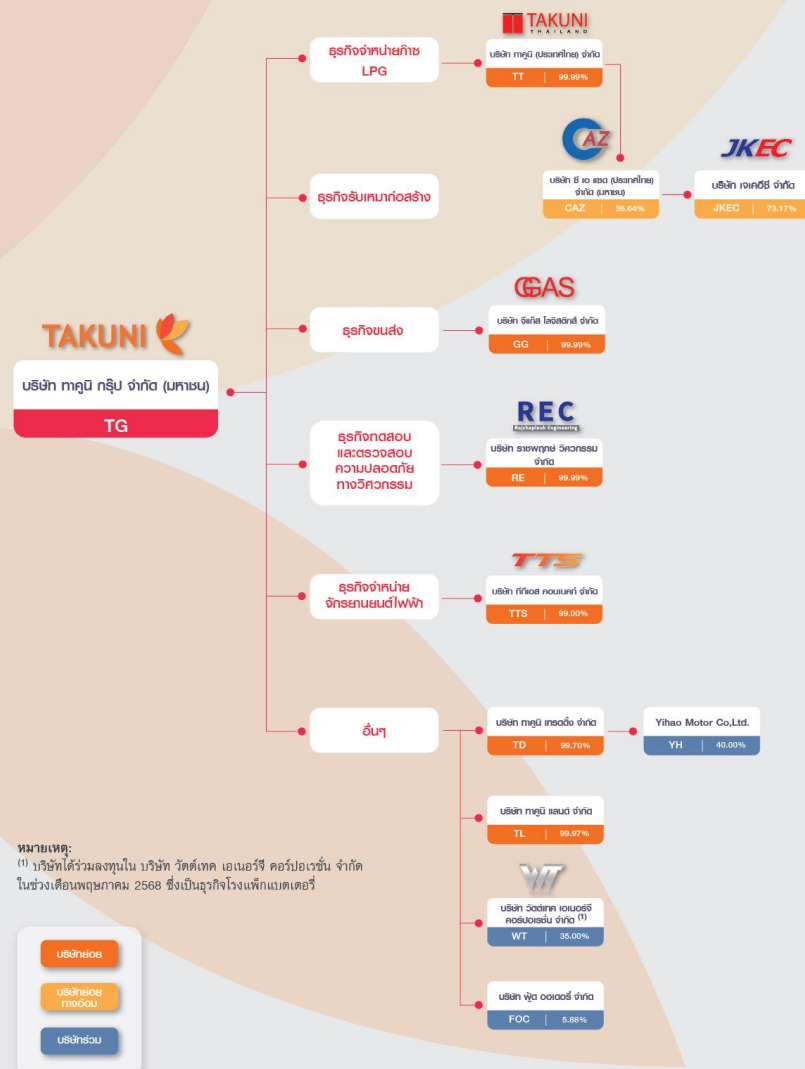 TAKUNI
THAILAND
ธุรกิจจำหน่ายก๊าซ
LPG
บริษัท ทาคูนิ (ประเทศไทย) จำกัด
TT | 99.99%
CAZ
JKEC
ธุรกิจรับเหมาก่อสร้าง
บริษัท ซี เอ แซด (ประเทศไทย)
จำกัด (มหาชน)
CAZ | 36.64%
บริษัท เจเคอีซี จำกัด
JKEC | 73.17%
GGAS
ธุรกิจขนส่ง
บริษัท จีแก๊ส โลจิสติกส์ จำกัด
GG | 99.99%
TAKUNI
บริษัท ทาคูนิ กรุ๊ป จำกัด (มหาชน)
TG
REC
Rajchapleuk Engineering
ธุรกิจทดสอบ
และตรวจสอบ
ความปลอดภัย
ทางวิศวกรรม
บริษัท ราชพฤกษ์ วิศวกรรม
จำกัด
RE | 99.99%
TTS
ธุรกิจจำหน่าย
จักรยานยนต์ไฟฟ้า
บริษัท ทีทีเอส คอนเนคท์ จำกัด
TTS | 99.00%
อื่นๆ
บริษัท ทาคูนิ เทรดดิ้ง จำกัด
TD | 99.70%
Yihao Motor Co,Ltd.
YH | 40.00%
บริษัท ทาคูนิ แลนด์ จำกัด
TL | 99.97%
หมายเหตุ:
(1) บริษัทได้ร่วมลงทุนใน บริษัท วัตต์เทค เอเนอร์จี คอร์ปอเรชั่น จำกัด
ในช่วงเดือนพฤษภาคม 2568 ซึ่งเป็นธุรกิจโรงแพ็กแบตเตอรี่
WT
บริษัท วัตต์เทค เอเนอร์จี
คอร์ปอเรชั่น จำกัด (1)
WT | 35.00%
บริษัท ฟู้ด ออเดอรี่ จำกัด
FOC | 5.88%
บริษัทย่อย
บริษัทย่อย
ทางอ้อม
บริษัทร่วม